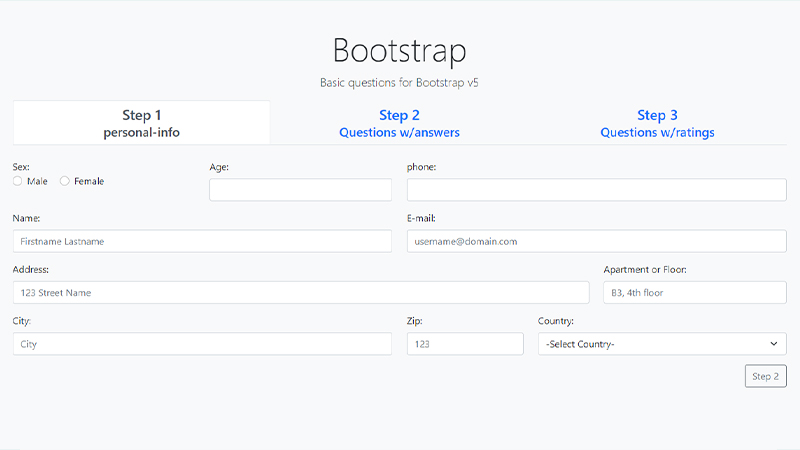 Bootstrap
Basic questions for Bootstrap v5
Step 1
personal-info
Step 2
Questions w/answers
Step 3
Questions w/ratings
Sex:
Male Female
Age:
phone:
Name:
Firstname Lastname
E-mail:
username@domain.com
Address:
123 Street Name
Apartment or Floor:
B3, 4th floor
City:
City
Zip:
123
Country:
-Select Country-
Step 2